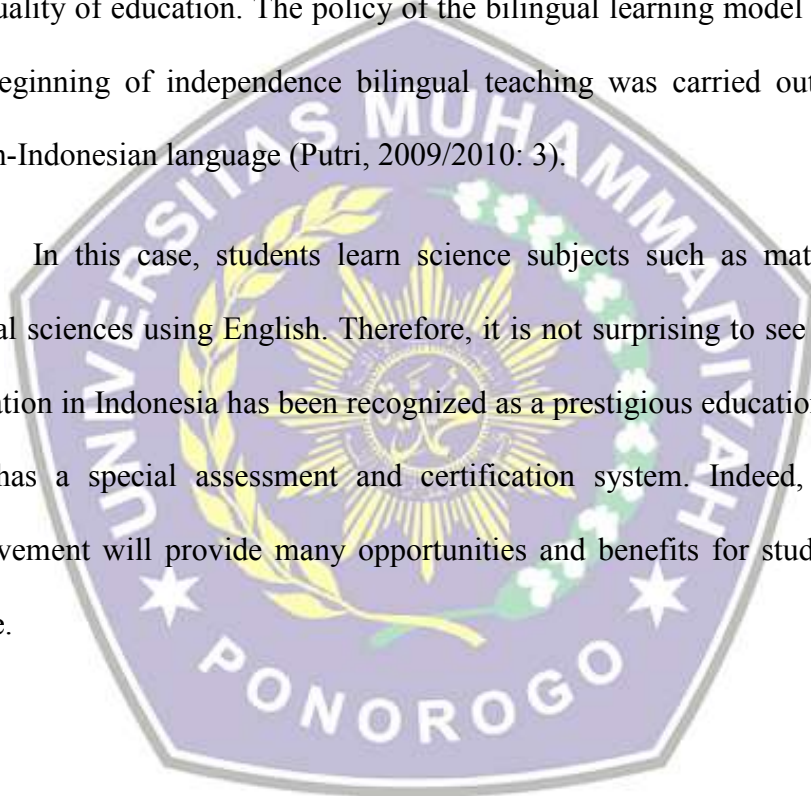 uality of education. The policy of the bilingual learning model
eginning of independence bilingual teaching was carried out
n-Indonesian language (Putri, 2009/2010: 3).
In this case, students learn science subjects such as mat
al sciences using English. Therefore, it is not surprising to see
ation in Indonesia has been recognized as a prestigious education
has a special assessment and certification system. Indeed,
vement will provide many opportunities and benefits for stud
e.
UNIVERSITAS MUHAMMADIYAH
PONOROGO